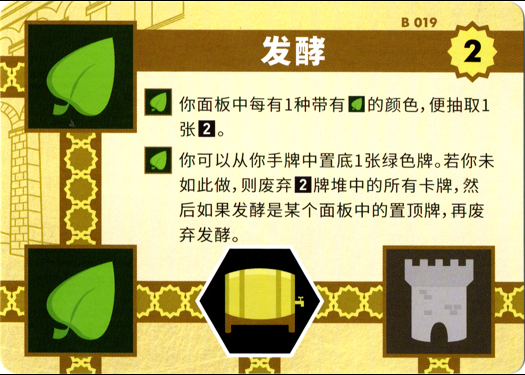 B 019
发酵
2
你面板中每有1种带有的颜色，便抽取1
张2。
你可以从你手牌中置底1张绿色牌。若你未
如此做，则废弃2牌堆中的所有卡牌，然
后如果发酵是某个面板中的置顶牌，再废
弃发酵。